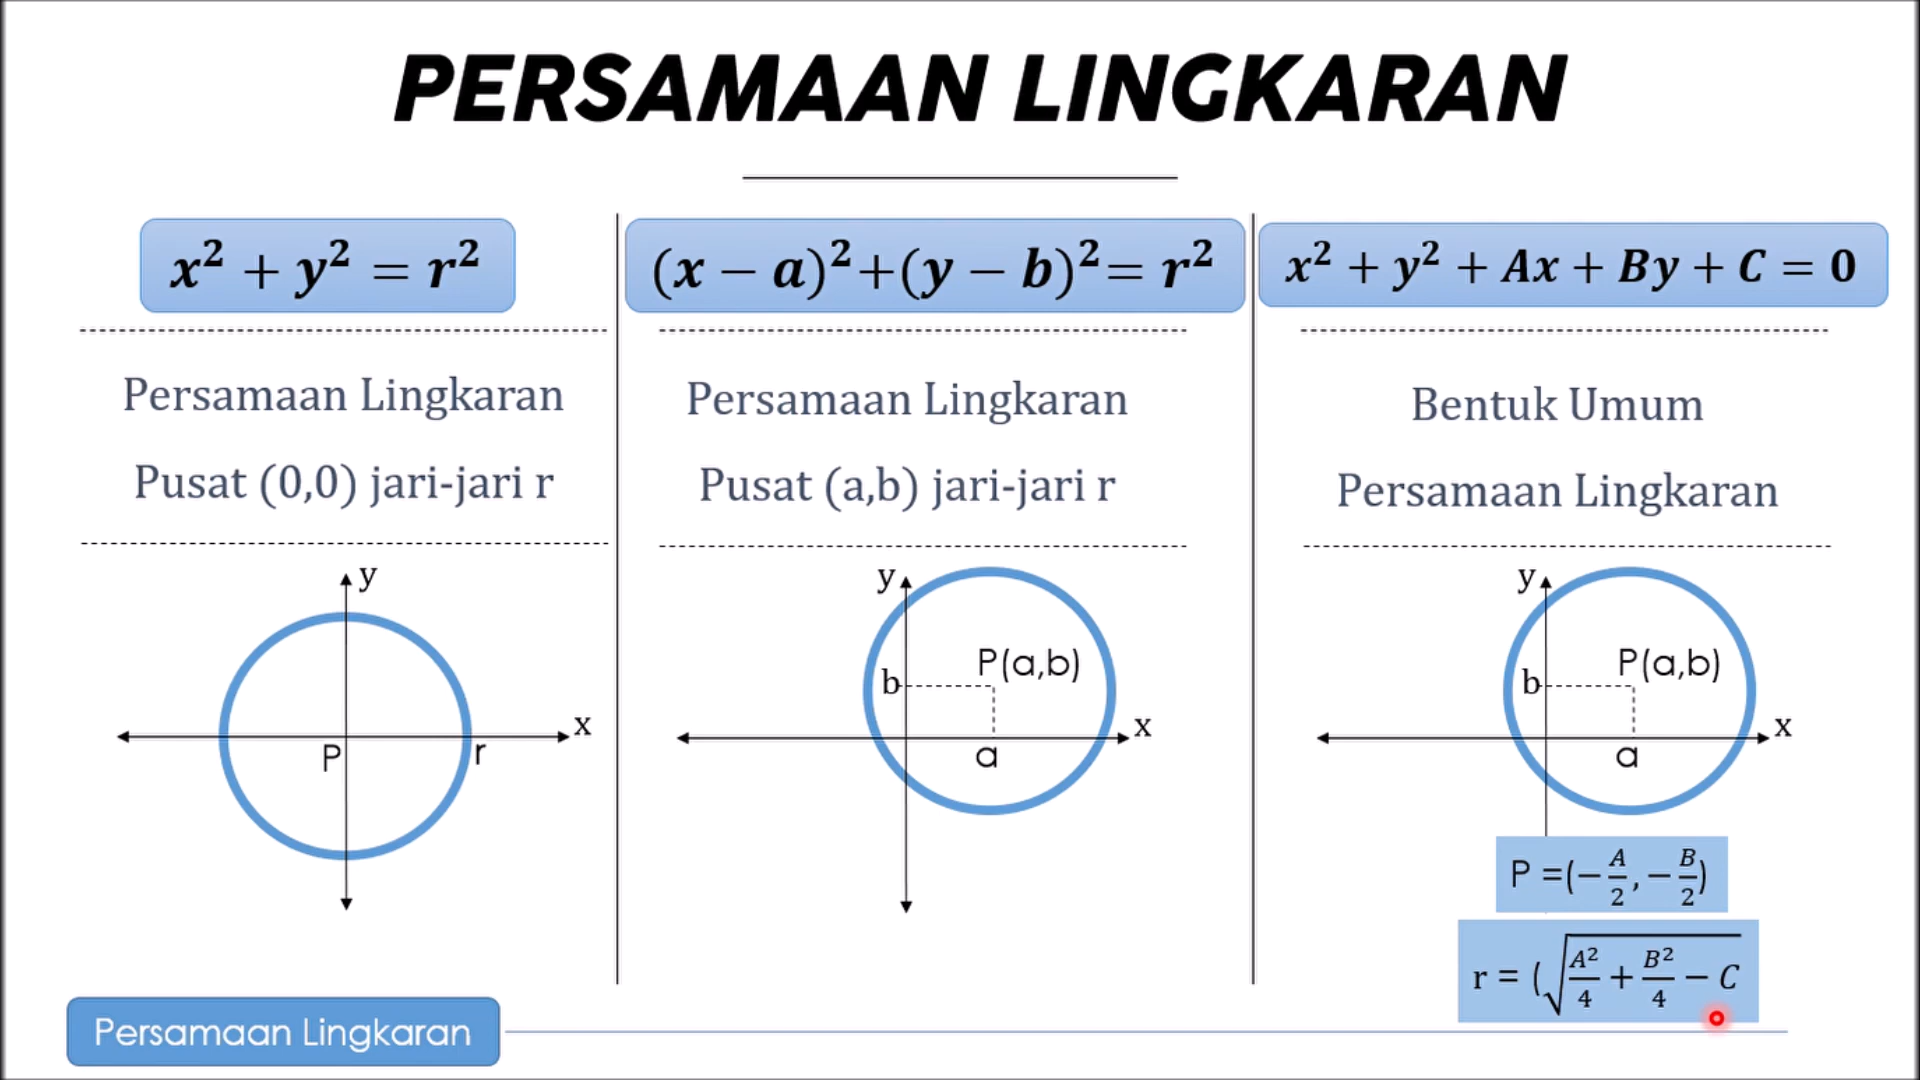 PERSAMAAN LINGKARAN
x² + y² = r²
Persamaan Lingkaran
Pusat (0,0) jari-jari r
y
x
P
r
(x − a)²+(y − b)²= r²
Persamaan Lingkaran
Pusat (a,b) jari-jari r
y
P(a,b)
b
x
a
x² + y² + Ax + By + C = 0
Bentuk Umum
Persamaan Lingkaran
y
P(a,b)
b
x
a
P =(−A/2, −B/2)
r = (√A²/4 + B²/4 − C
Persamaan Lingkaran